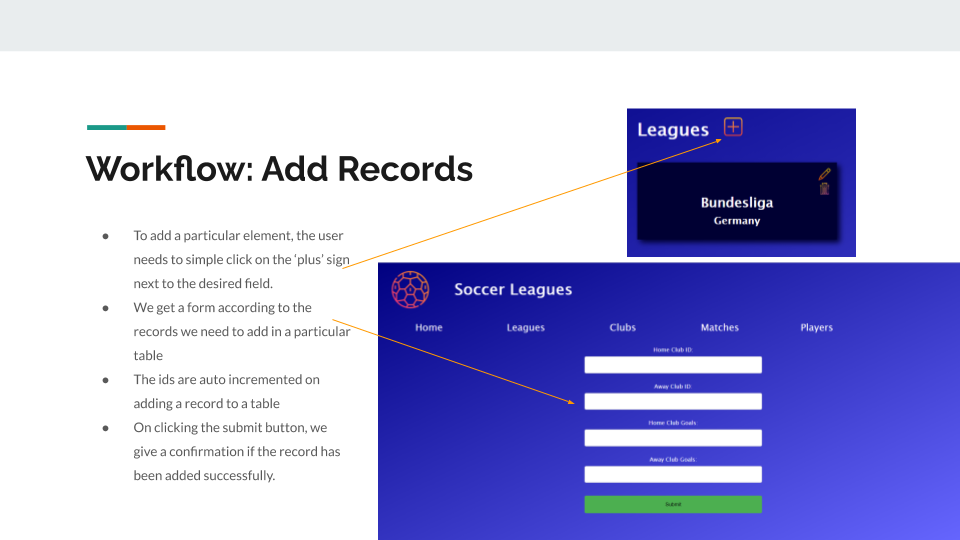 Workflow: Add Records
● To add a particular element, the user
needs to simple click on the ‘plus’ sign
next to the desired field.
● We get a form according to the
records we need to add in a particular
table
● The ids are auto incremented on
adding a record to a table
● On clicking the submit button, we
give a confirmation if the record has
been added successfully.
Leagues
Bundesliga
Germany
Soccer Leagues
Home Leagues Clubs Matches Players
Home Club ID:
Away Club ID:
Home Club Goals:
Away Club Goals:
Submit